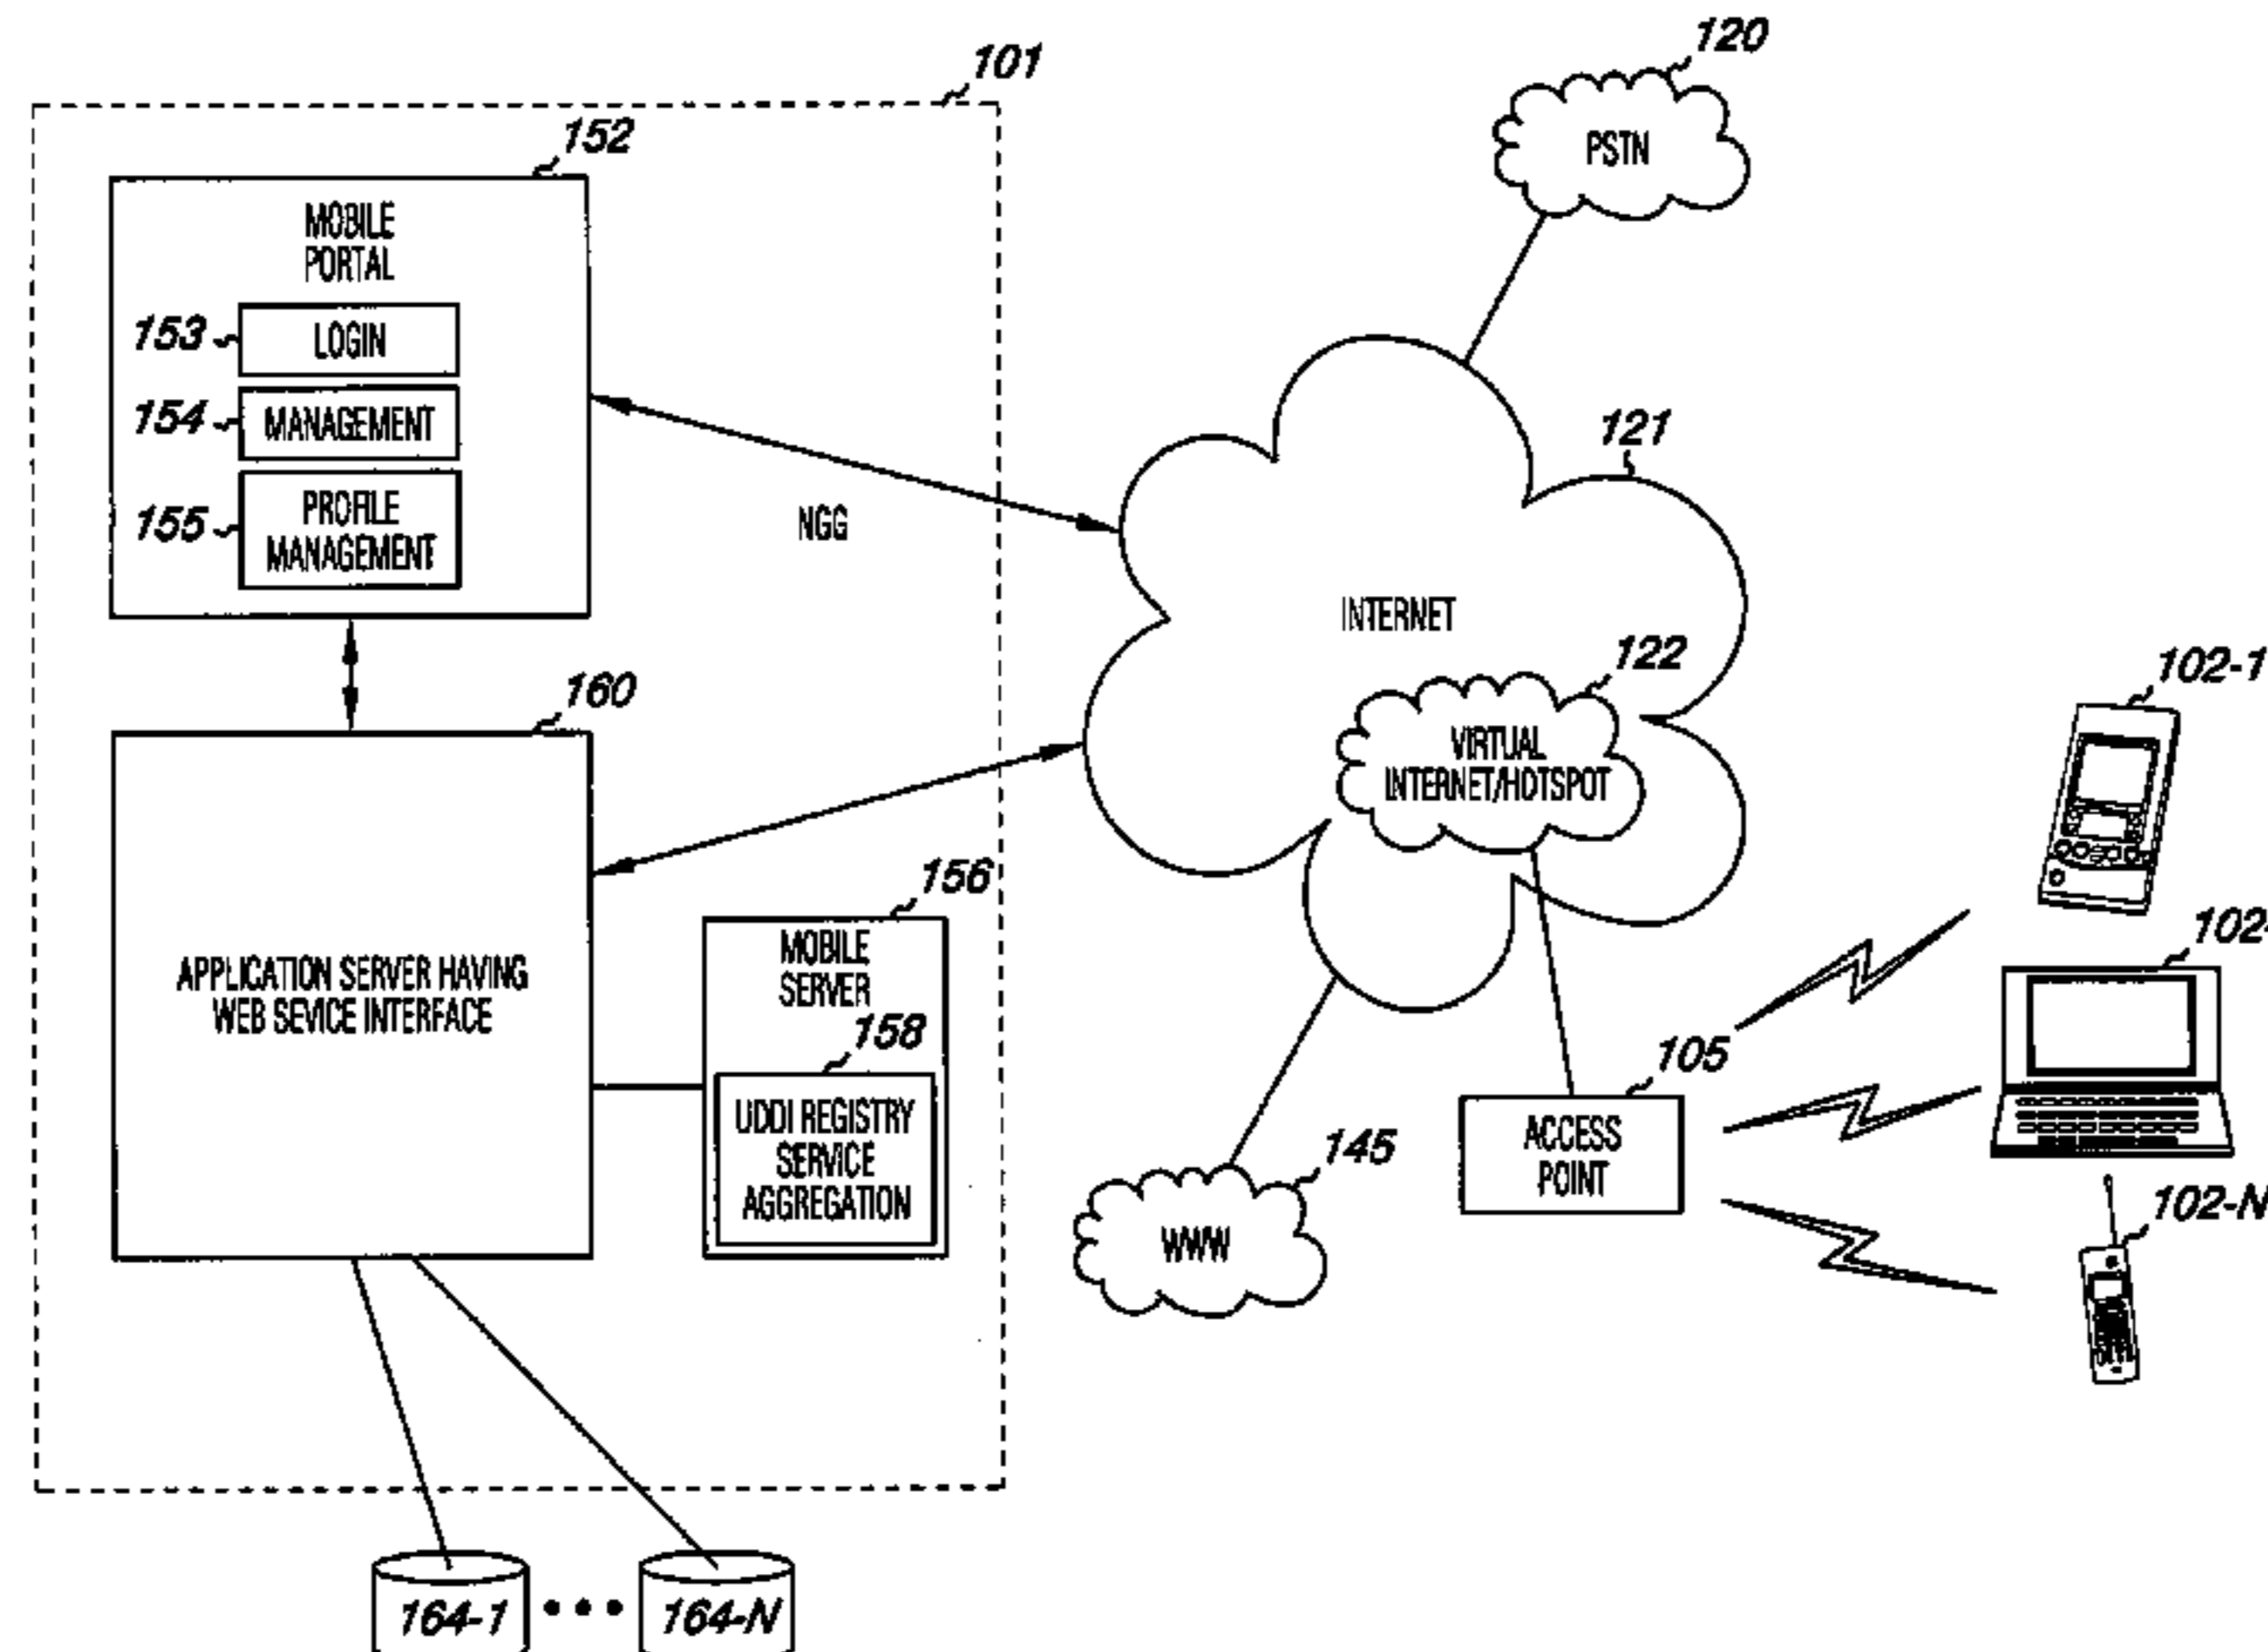 101
120
152
PSTN
MOBILE
PORTAL
153
LOGIN
154
MANAGEMENT
155
PROFILE
MANAGEMENT
NGG
121
INTERNET
122
VIRTUAL
INTERNET/HOTSPOT
160
APPLICATION SERVER HAVING
WEB SEVICE INTERFACE
156
MOBILE
SERVER
158
UDDI REGISTRY
SERVICE
AGGREGATION
102-1
102-
105
ACCESS
POINT
102-N
145
WWW
164-1
164-N